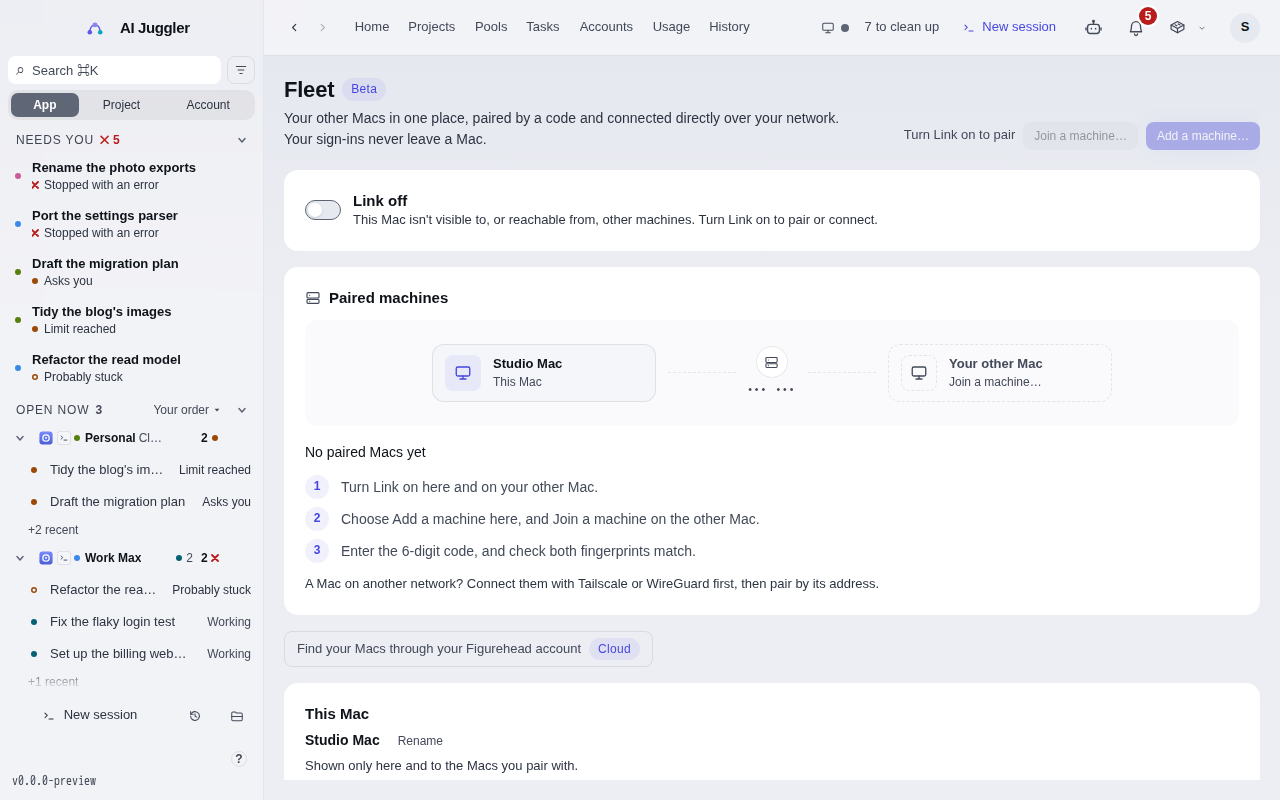 AI Juggler
Search ⌘K
App Project Account
NEEDS YOU 5
Rename the photo exports
Stopped with an error
Port the settings parser
Stopped with an error
Draft the migration plan
Asks you
Tidy the blog's images
Limit reached
Refactor the read model
Probably stuck
OPEN NOW 3 Your order
Personal Cl… 2
Tidy the blog's im… Limit reached
Draft the migration plan Asks you
+2 recent
Work Max 2 2
Refactor the rea… Probably stuck
Fix the flaky login test Working
Set up the billing web… Working
+1 recent
New session
?
v0.0.0-preview
Home Projects Pools Tasks Accounts Usage History 7 to clean up New session 5 S
Fleet Beta
Your other Macs in one place, paired by a code and connected directly over your network.
Your sign-ins never leave a Mac.
Turn Link on to pair Join a machine… Add a machine…
Link off
This Mac isn't visible to, or reachable from, other machines. Turn Link on to pair or connect.
Paired machines
Studio Mac
This Mac
••• •••
Your other Mac
Join a machine…
No paired Macs yet
1 Turn Link on here and on your other Mac.
2 Choose Add a machine here, and Join a machine on the other Mac.
3 Enter the 6-digit code, and check both fingerprints match.
A Mac on another network? Connect them with Tailscale or WireGuard first, then pair by its address.
Find your Macs through your Figurehead account Cloud
This Mac
Studio Mac Rename
Shown only here and to the Macs you pair with.